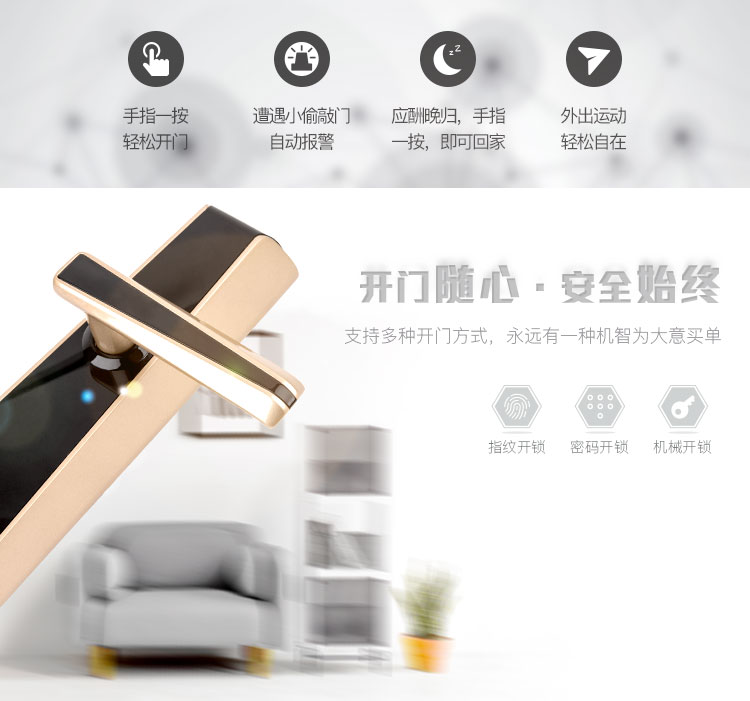 手指一按
轻松开门
遭遇小偷敲门
自动报警
应酬晚归，手指
一按，即可回家
外出运动
轻松自在
开门随心·安全始终
支持多种开门方式，永远有一种机智为大意买单
指纹开锁 密码开锁 机械开锁